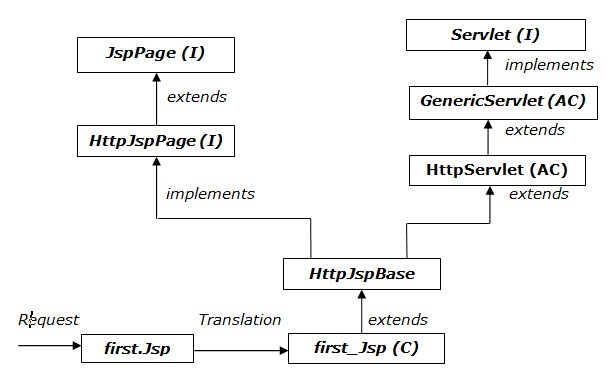 Servlet (I)
JspPage (I)
implements
extends
GenericServlet (AC)
extends
HttpJspPage (I)
HttpServlet (AC)
implements
extends
HttpJspBase
Request
Translation
extends
first.Jsp
first_Jsp (C)